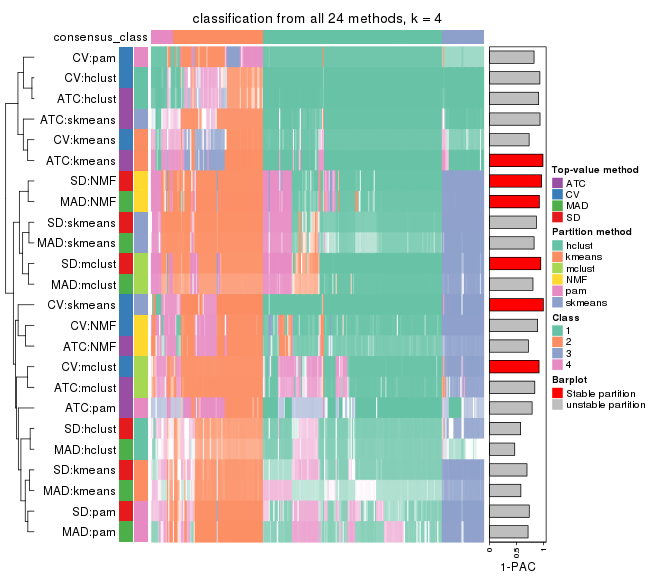 classification from all 24 methods, k = 4
consensus_class
CV:pam
CV:hclust
ATC:hclust
ATC:skmeans
CV:kmeans
ATC:kmeans
SD:NMF
MAD:NMF
SD:skmeans
MAD:skmeans
SD:mclust
MAD:mclust
CV:skmeans
CV:NMF
ATC:NMF
CV:mclust
ATC:mclust
ATC:pam
SD:hclust
MAD:hclust
SD:kmeans
MAD:kmeans
SD:pam
MAD:pam
0
0.5
1
1-PAC
Top-value method
ATC
CV
MAD
SD
Partition method
hclust
kmeans
mclust
NMF
pam
skmeans
Class
1
2
3
4
Barplot
Stable partition
unstable partition